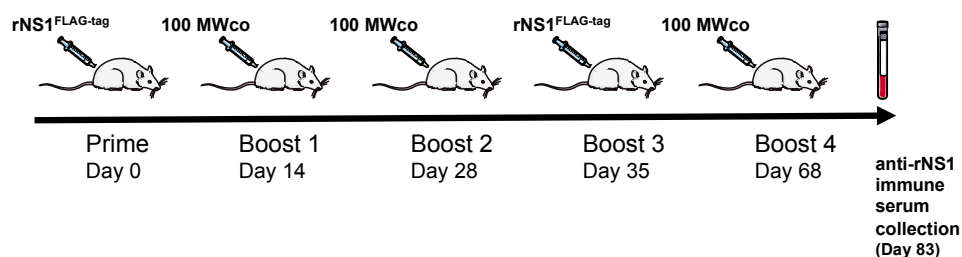 rNS1FLAG-tag 100 MWco 100 MWco rNS1FLAG-tag 100 MWco
Prime Boost 1 Boost 2 Boost 3 Boost 4
Day 0 Day 14 Day 28 Day 35 Day 68
anti-rNS1
immune
serum
collection
(Day 83)